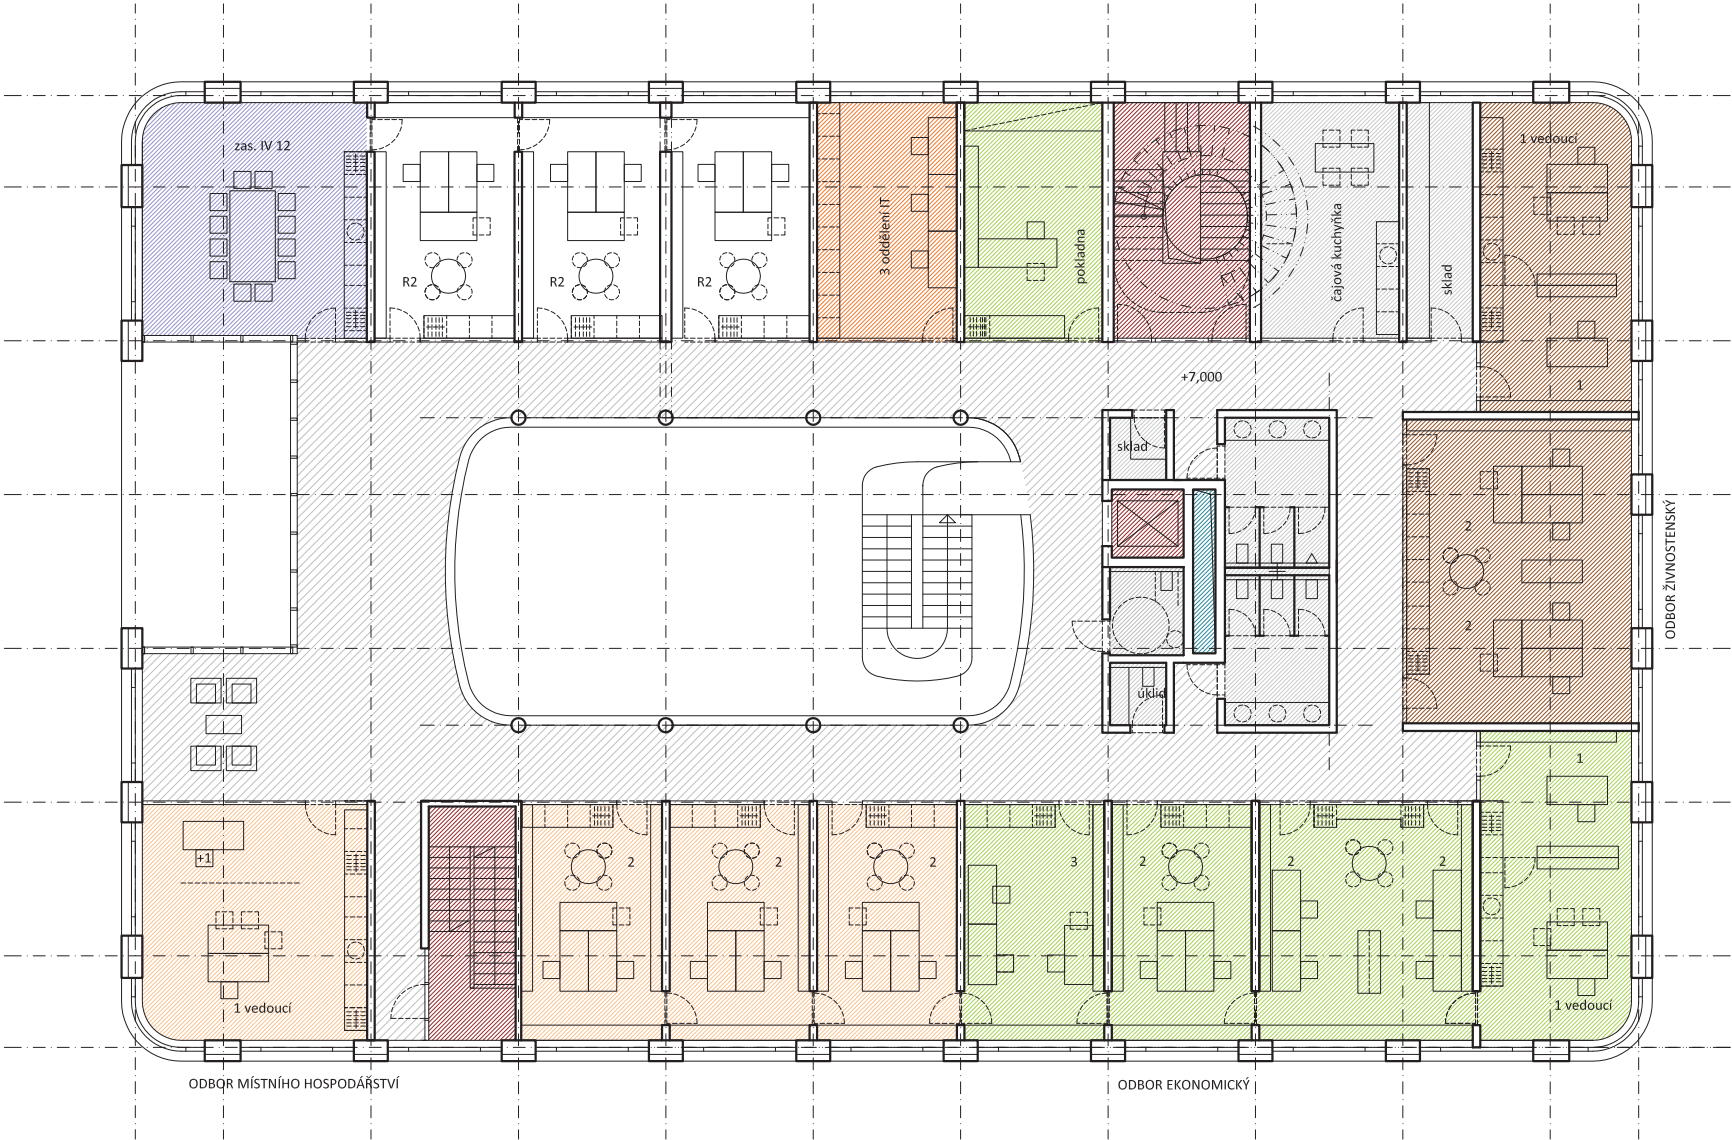 zas. IV 12
R2
R2
R2
3 oddělení IT
pokladna
čajová kuchyňka
sklad
1 vedoucí
1
+7,000
sklad
2
2
ODBOR ŽIVNOSTENSKÝ
úklid
1
+1
1 vedoucí
2
2
2
3
2
2
2
1 vedoucí
ODBOR MÍSTNÍHO HOSPODÁŘSTVÍ
ODBOR EKONOMICKÝ